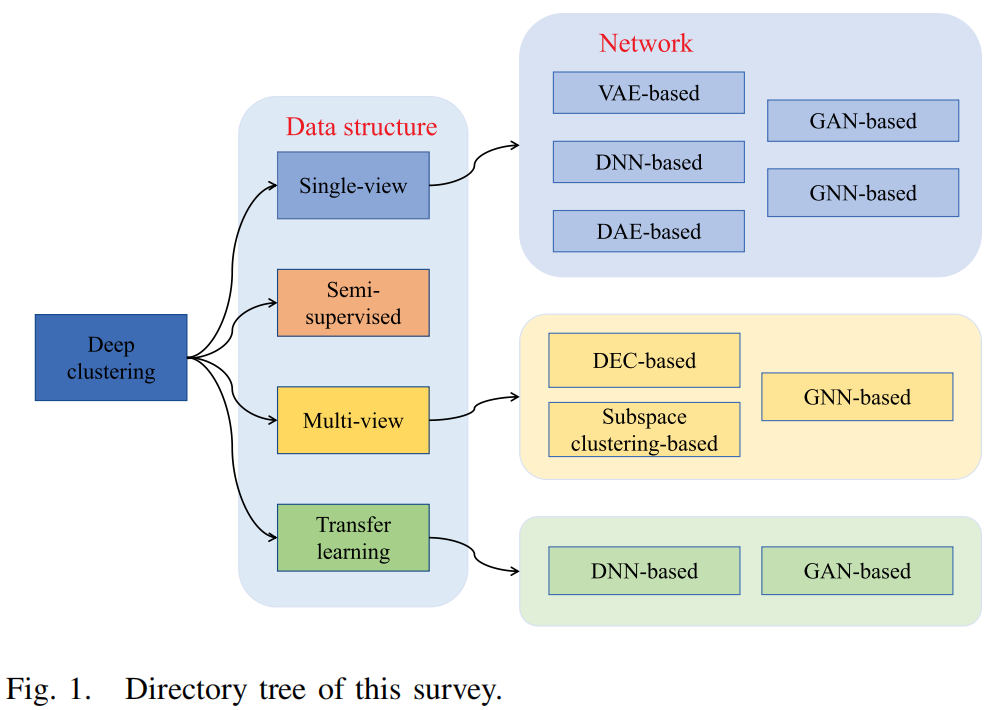 Deep
clustering
Data structure
Single-view
Semi-
supervised
Multi-view
Transfer
learning
Network
VAE-based
DNN-based
DAE-based
GAN-based
GNN-based
DEC-based
Subspace
clustering-based
GNN-based
DNN-based
GAN-based
Fig. 1. Directory tree of this survey.